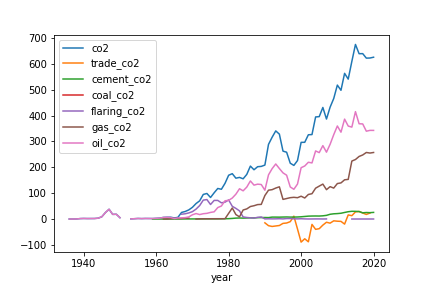 700
600
500
400
300
200
100
0
−100
co2
trade_co2
cement_co2
coal_co2
flaring_co2
gas_co2
oil_co2
1940 1960 1980 2000 2020
year